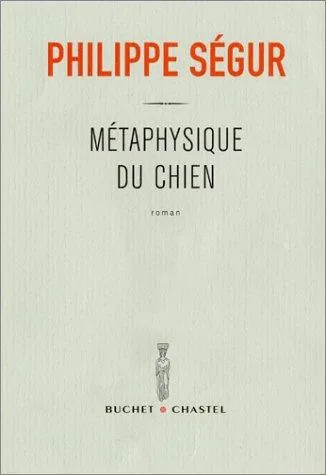 PHILIPPE SÉGUR
MÉTAPHYSIQUE
DU CHIEN
roman
BUCHET CHASTEL